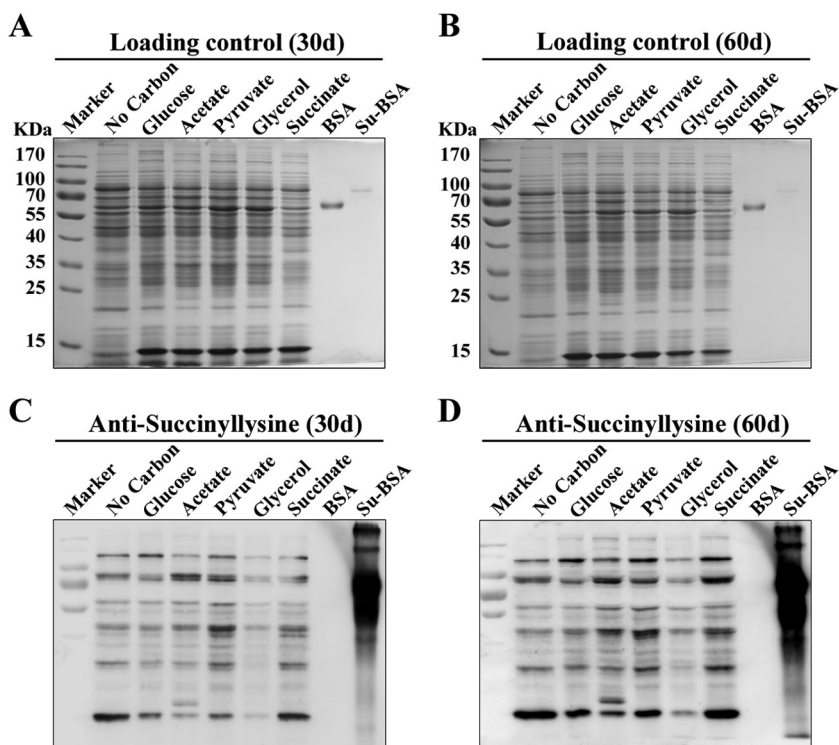 A
Loading control (30d)
Marker
No Carbon
Glucose
Acetate
Pyruvate
Glycerol
Succinate
BSA
Su-BSA
KDa
170
100
70
55
40
35
25
15
B
Loading control (60d)
Marker
No Carbon
Glucose
Acetate
Pyruvate
Glycerol
Succinate
BSA
Su-BSA
KDa
170
100
70
55
40
35
25
15
C
Anti-Succinyllysine (30d)
Marker
No Carbon
Glucose
Acetate
Pyruvate
Glycerol
Succinate
BSA
Su-BSA
D
Anti-Succinyllysine (60d)
Marker
No Carbon
Glucose
Acetate
Pyruvate
Glycerol
Succinate
BSA
Su-BSA